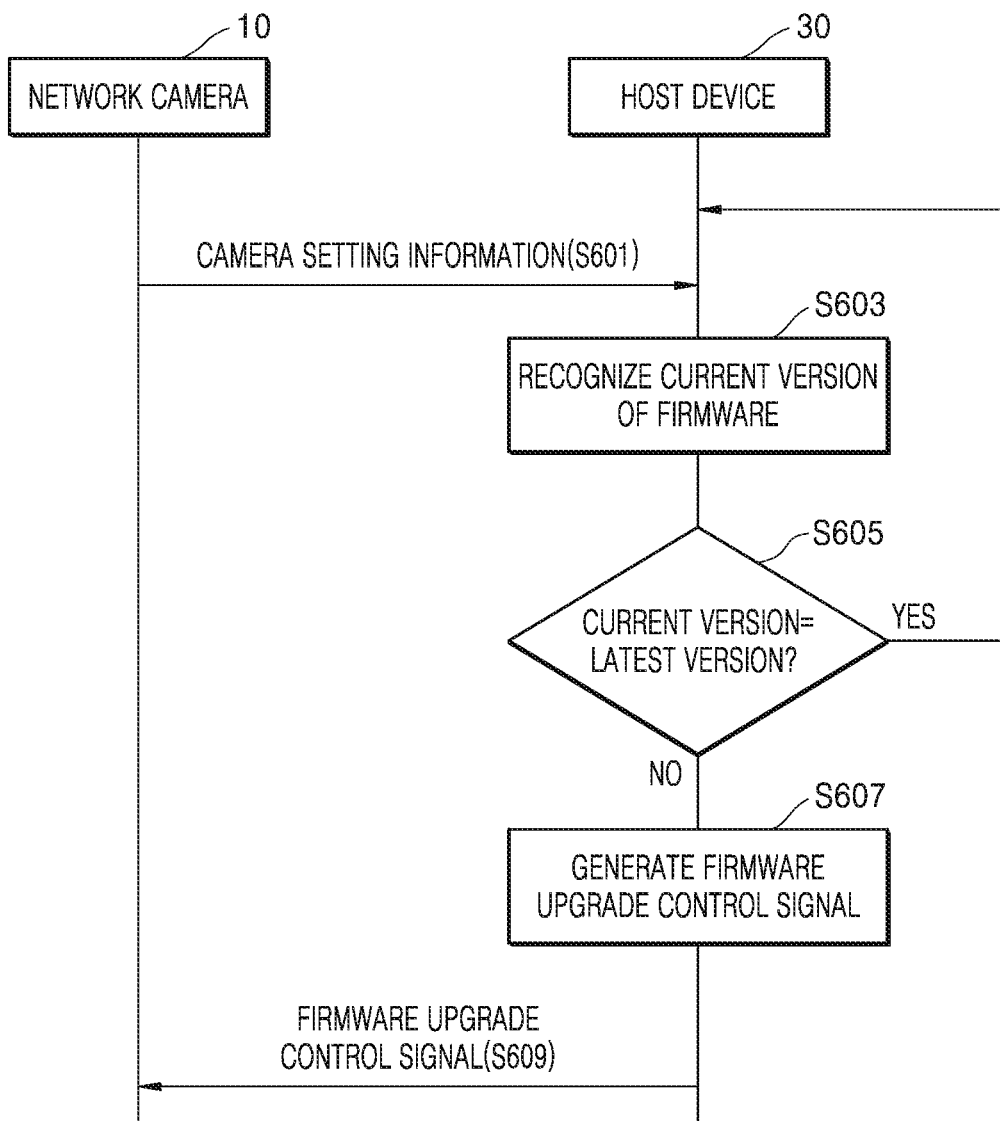 10
30
NETWORK CAMERA
HOST DEVICE
CAMERA SETTING INFORMATION(S601)
S603
RECOGNIZE CURRENT VERSION
OF FIRMWARE
S605
CURRENT VERSION=
LATEST VERSION?
YES
NO
S607
GENERATE FIRMWARE
UPGRADE CONTROL SIGNAL
FIRMWARE UPGRADE
CONTROL SIGNAL(S609)